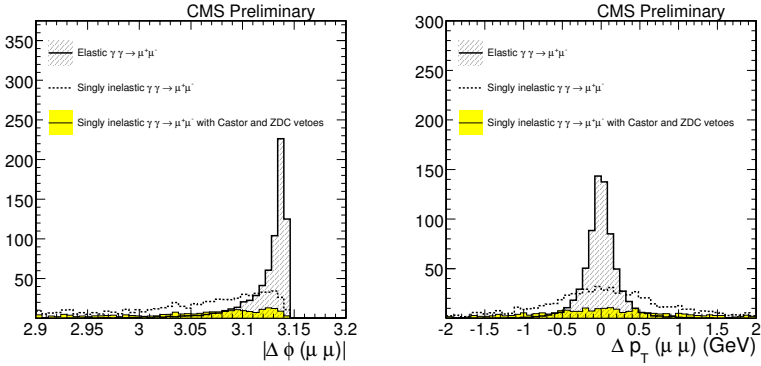 CMS Preliminary
350
300
250
200
150
100
50
Elastic γ γ → μ⁺μ⁻
Singly inelastic γ γ → μ⁺μ⁻
Singly inelastic γ γ → μ⁺μ⁻ with Castor and ZDC vetoes
2.9 2.95 3 3.05 3.1 3.15 3.2
|Δ ϕ (μ μ)|
CMS Preliminary
300
250
200
150
100
50
Elastic γ γ → μ⁺μ⁻
Singly inelastic γ γ → μ⁺μ⁻
Singly inelastic γ γ → μ⁺μ⁻ with Castor and ZDC vetoes
-2 -1.5 -1 -0.5 0 0.5 1 1.5 2
Δ p_T (μ μ) (GeV)